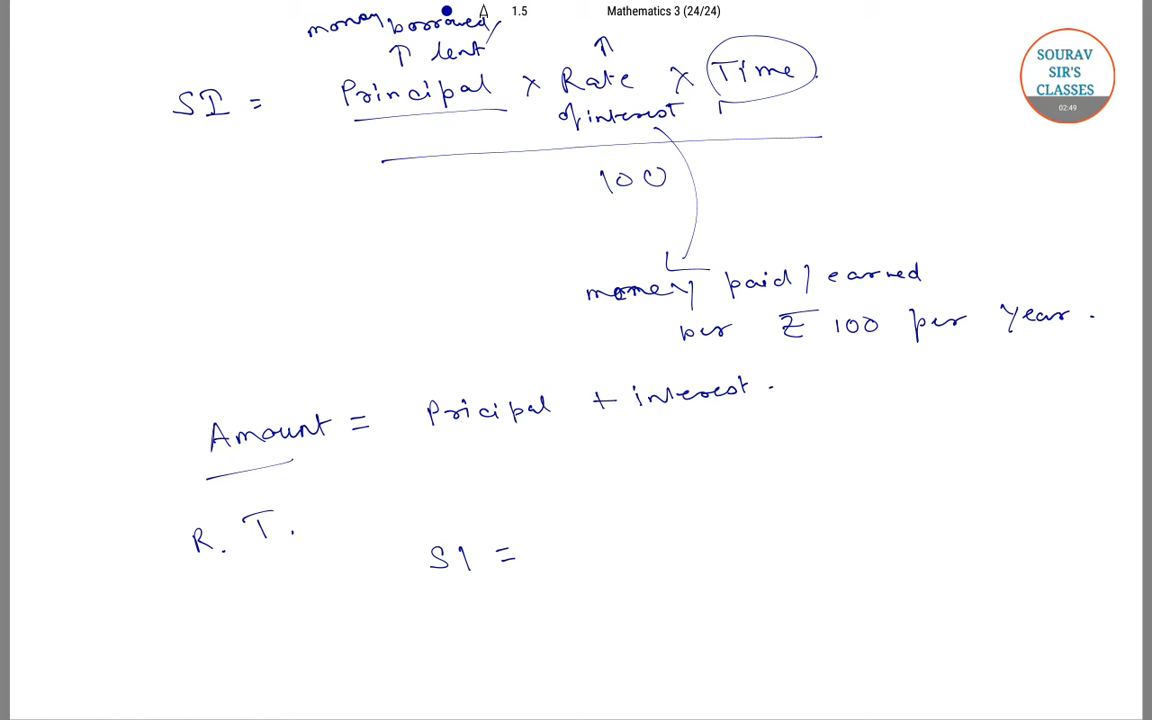 A 1.5 Mathematics 3 (24/24)
money borrowed/
lent
SI = Principal × Rate × Time
of interest
100
SOURAV
SIR'S
CLASSES
02:49
money paid/earned
per ₹ 100 per year.
Amount = Pricipal + interest.
R. T.
SI =